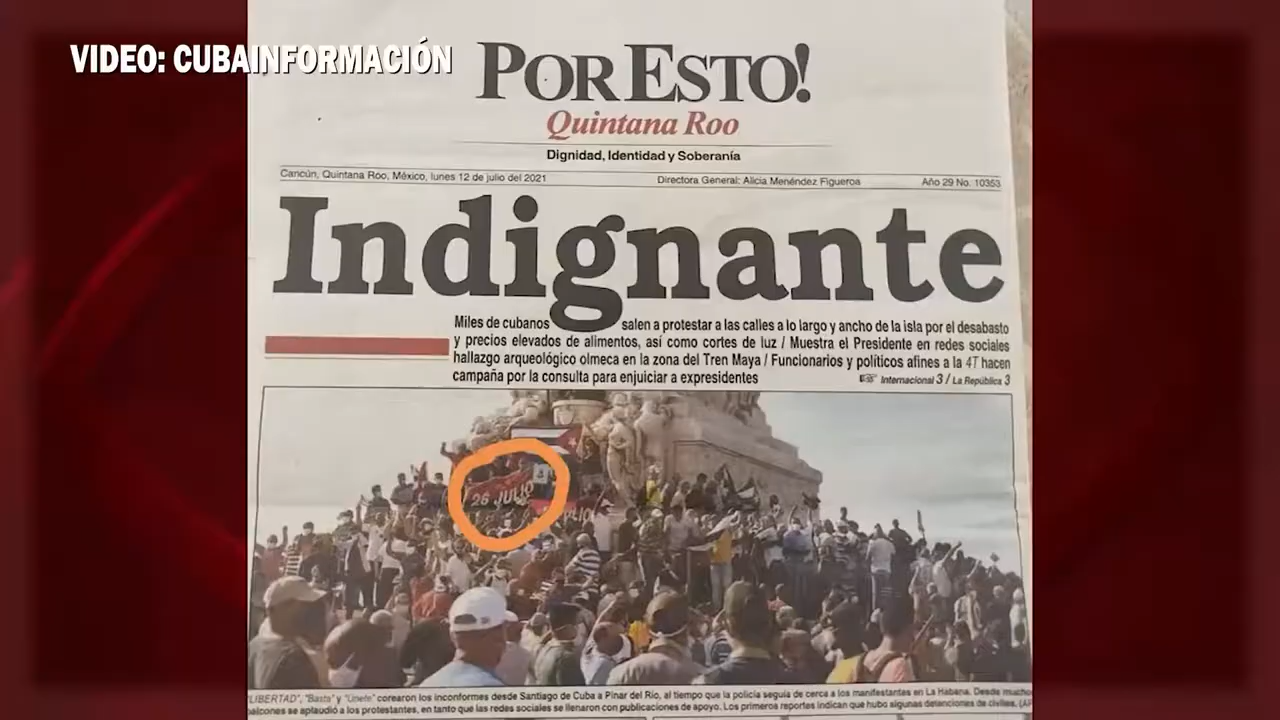 VIDEO: CUBAINFORMACIÓN
POR ESTO!
Quintana Roo
Dignidad, Identidad y Soberanía
Cancún, Quintana Roo, México, lunes 12 de julio del 2021 Directora General: Alicia Menéndez Figueroa Año 29 No. 10353
Indignante
Miles de cubanos salen a protestar a las calles a lo largo y ancho de la isla por el desabasto
y precios elevados de alimentos, así como cortes de luz / Muestra el Presidente en redes sociales
hallazgo arqueológico olmeca en la zona del Tren Maya / Funcionarios y políticos afines a la 4T hacen
campaña por la consulta para enjuiciar a expresidentes Internacional 3 / La República 3
26 JULIO
"LIBERTAD", "Basta" y "Únete" corearon los inconformes desde Santiago de Cuba a Pinar del Río, al tiempo que la policía seguía de cerca a los manifestantes en La Habana. Desde mucho
balcones se aplaudió a los protestantes, en tanto que las redes sociales se llenaron con publicaciones de apoyo. Los primeros reportes indican que hubo algunas detenciones de civiles.